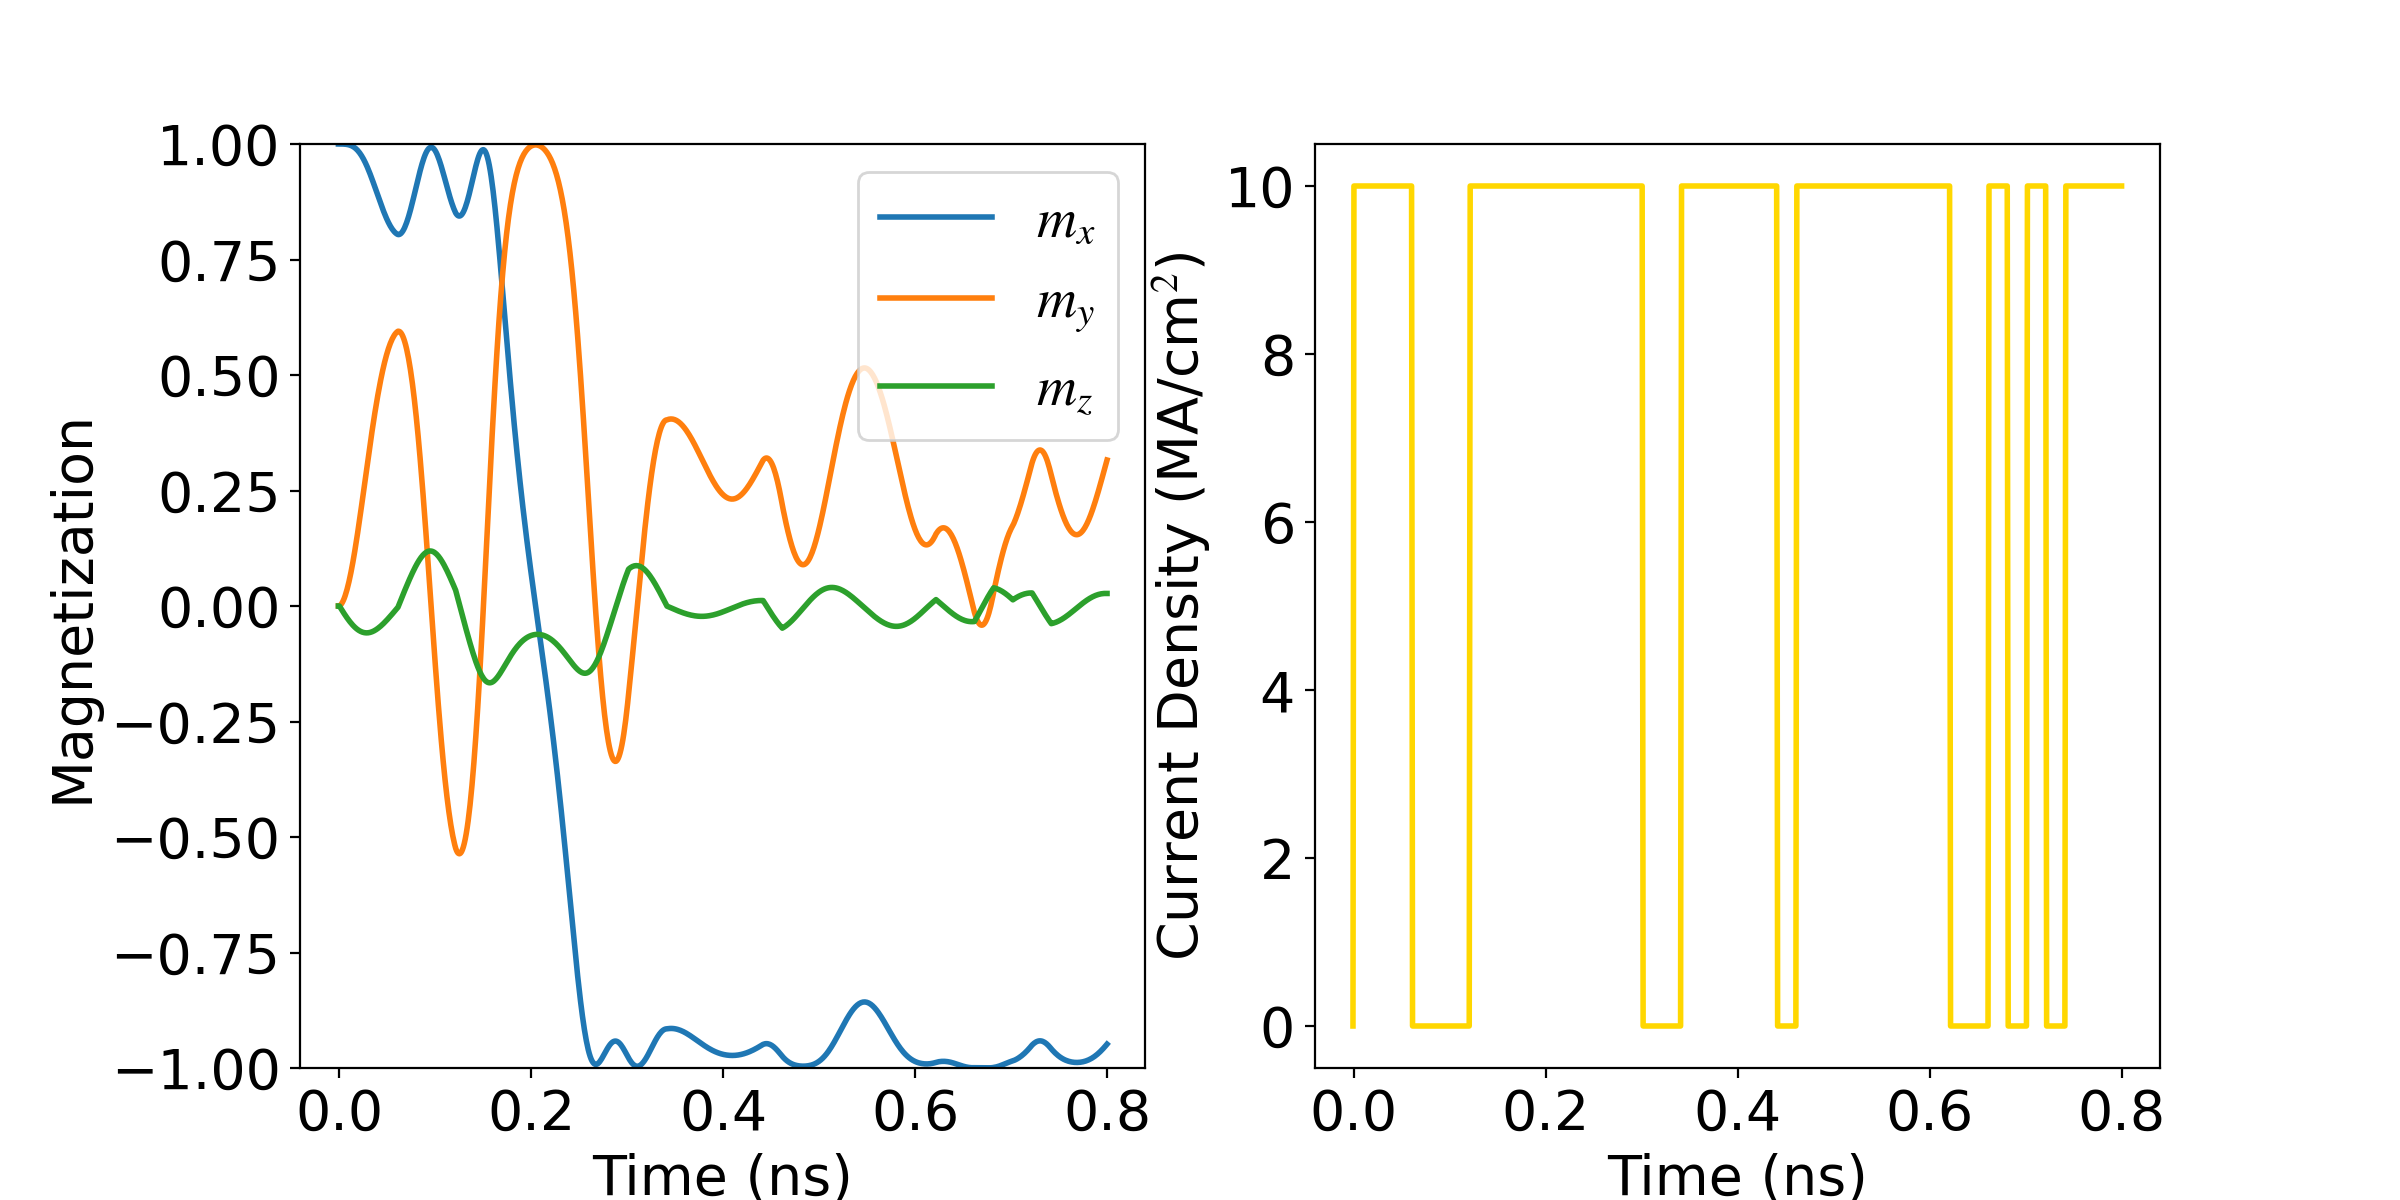 Magnetization
1.00
0.75
0.50
0.25
0.00
−0.25
−0.50
−0.75
−1.00
0.0 0.2 0.4 0.6 0.8
Time (ns)
m_x
m_y
m_z
Current Density (MA/cm²)
10
8
6
4
2
0
0.0 0.2 0.4 0.6 0.8
Time (ns)